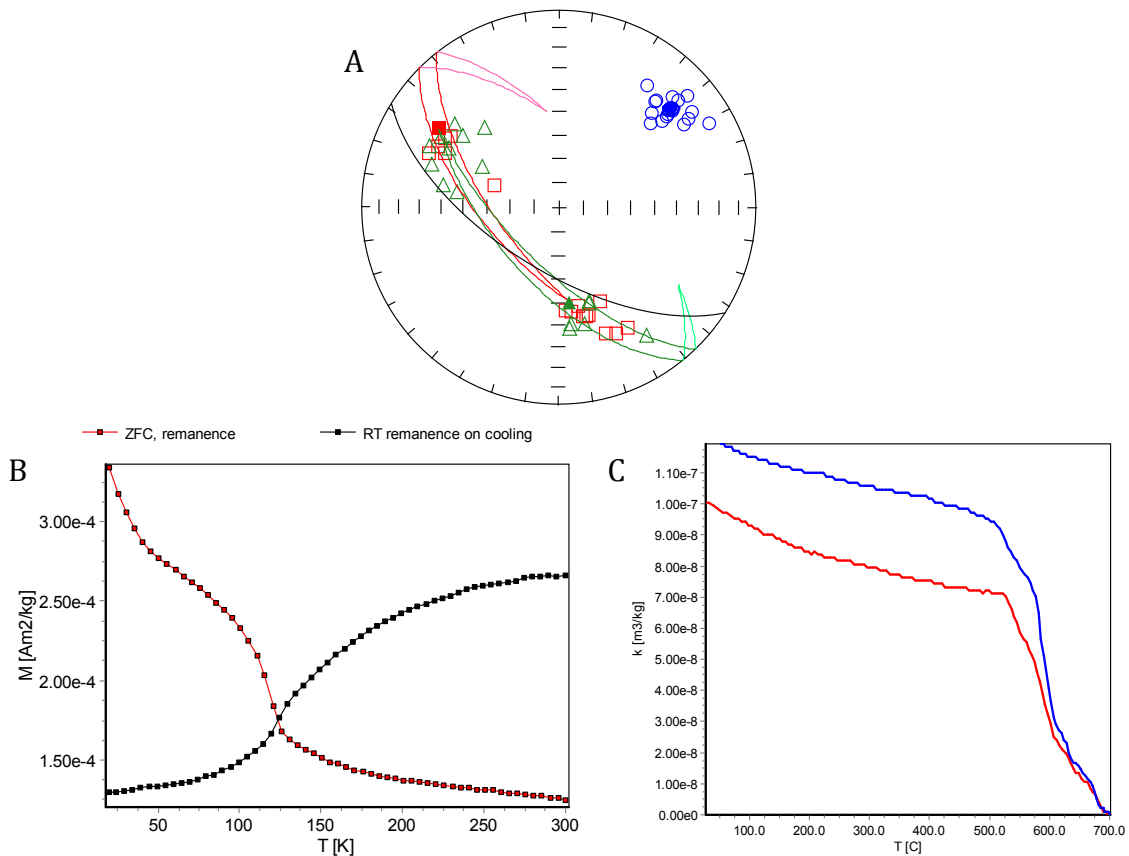 A
ZFC, remanence
RT remanence on cooling
B
M [Am2/kg]
3.00e-4
2.50e-4
2.00e-4
1.50e-4
50
100
150
200
250
300
T [K]
C
k [m3/kg]
1.10e-7
1.00e-7
9.00e-8
8.00e-8
7.00e-8
6.00e-8
5.00e-8
4.00e-8
3.00e-8
2.00e-8
1.00e-8
0.00e0
100.0
200.0
300.0
400.0
500.0
600.0
700.0
T [C]